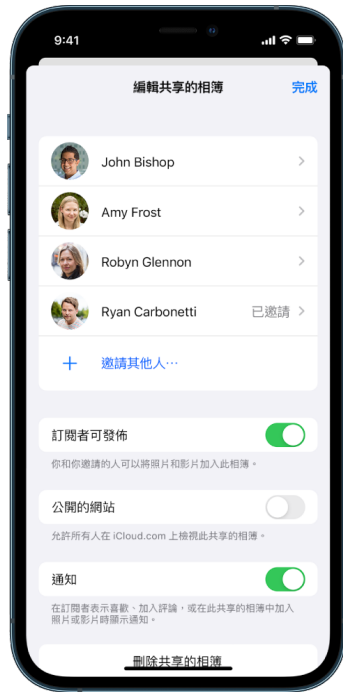 9:41
編輯共享的相簿
完成
John Bishop
Amy Frost
Robyn Glennon
Ryan Carbonetti
已邀請
邀請其他人⋯
訂閱者可發佈
你和你邀請的人可以將照片和影片加入此相簿。
公開的網站
允許所有人在 iCloud.com 上檢視此共享的相簿。
通知
在訂閱者表示喜歡、加入評論,或在此共享的相簿中加入
照片或影片時顯示通知。
刪除共享的相簿